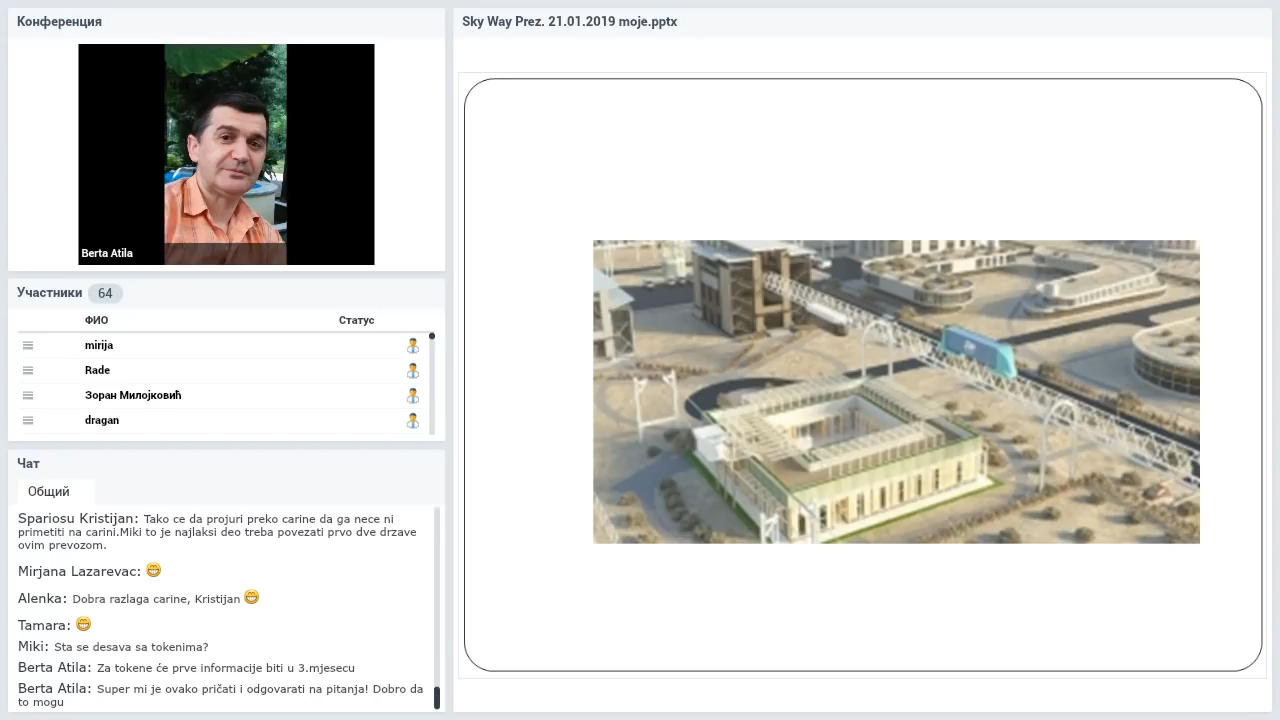 Конференция
Berta Atila
Участники 64
ФИО Статус
mirija
Rade
Зоран Милојковић
dragan
Чат
Общий
Spariosu Kristijan: Tako ce da projuri preko carine da ga nece ni
primetiti na carini.Miki to je najlaksi deo treba povezati prvo dve drzave
ovim prevozom.
Mirjana Lazarevac:
Alenka: Dobra razlaga carine, Kristijan
Tamara:
Miki: Sta se desava sa tokenima?
Berta Atila: Za tokene će prve informacije biti u 3.mjesecu
Berta Atila: Super mi je ovako pričati i odgovarati na pitanja! Dobro da
to mogu
Sky Way Prez. 21.01.2019 moje.pptx